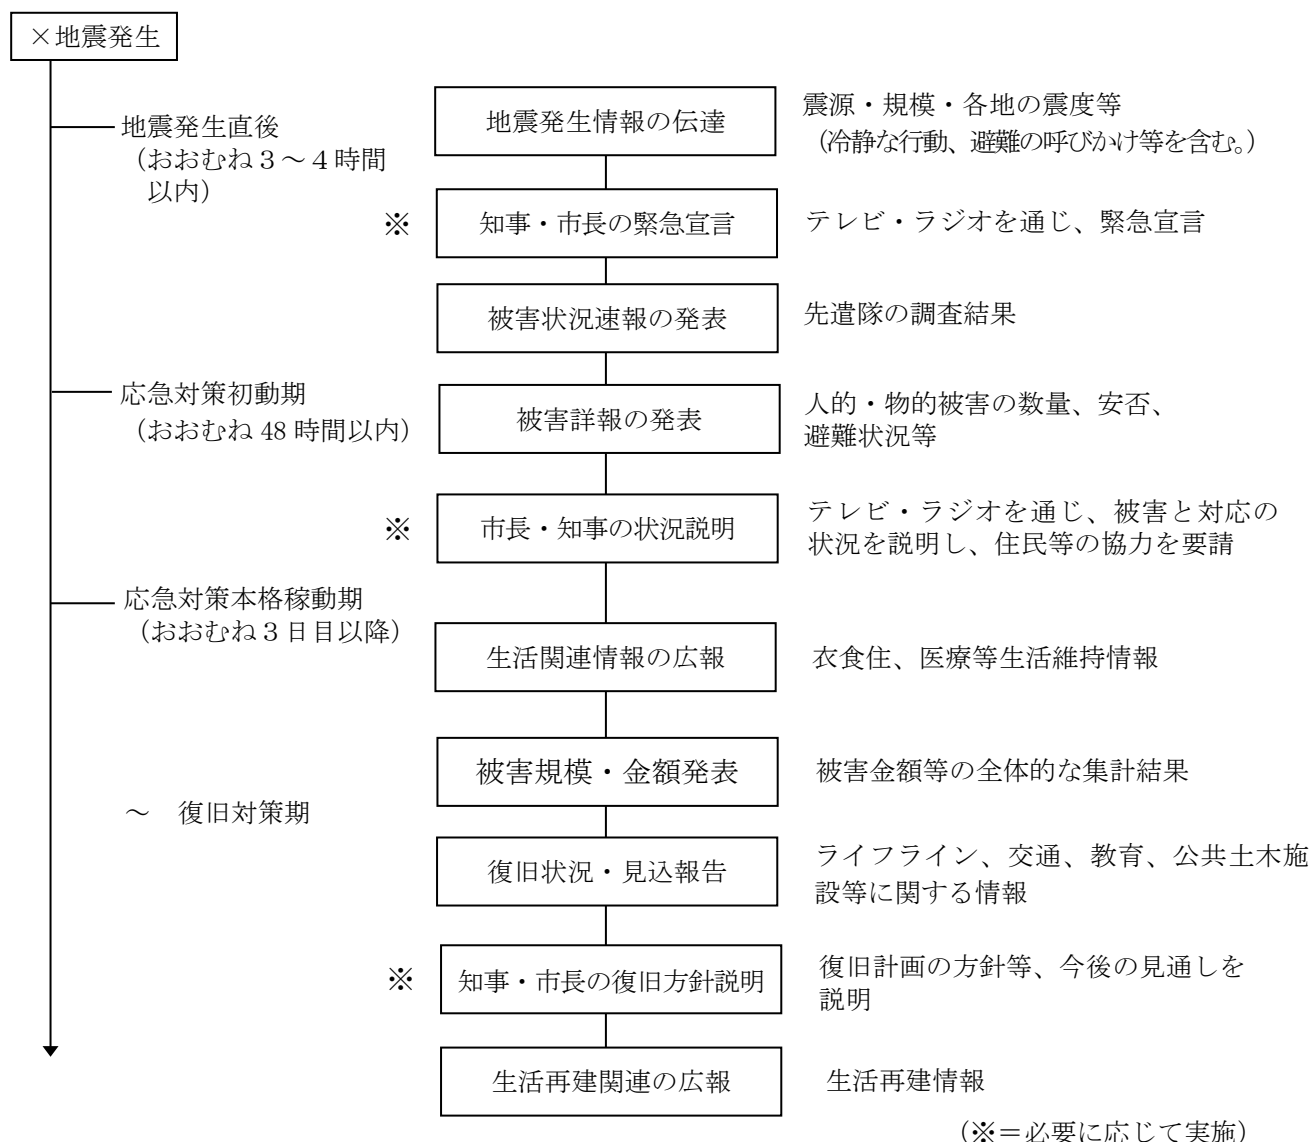 ×地震発生
地震発生直後
（おおむね３～４時間
以内）
地震発生情報の伝達
震源・規模・各地の震度等
（冷静な行動、避難の呼びかけ等を含む。）
※
知事・市長の緊急宣言
テレビ・ラジオを通じ、緊急宣言
被害状況速報の発表
先遣隊の調査結果
応急対策初動期
（おおむね 48 時間以内）
被害詳報の発表
人的・物的被害の数量、安否、
避難状況等
※
市長・知事の状況説明
テレビ・ラジオを通じ、被害と対応の
状況を説明し、住民等の協力を要請
応急対策本格稼動期
（おおむね３日目以降）
生活関連情報の広報
衣食住、医療等生活維持情報
被害規模・金額発表
被害金額等の全体的な集計結果
～　復旧対策期
復旧状況・見込報告
ライフライン、交通、教育、公共土木施
設等に関する情報
※
知事・市長の復旧方針説明
復旧計画の方針等、今後の見通しを
説明
生活再建関連の広報
生活再建情報
（※＝必要に応じて実施）